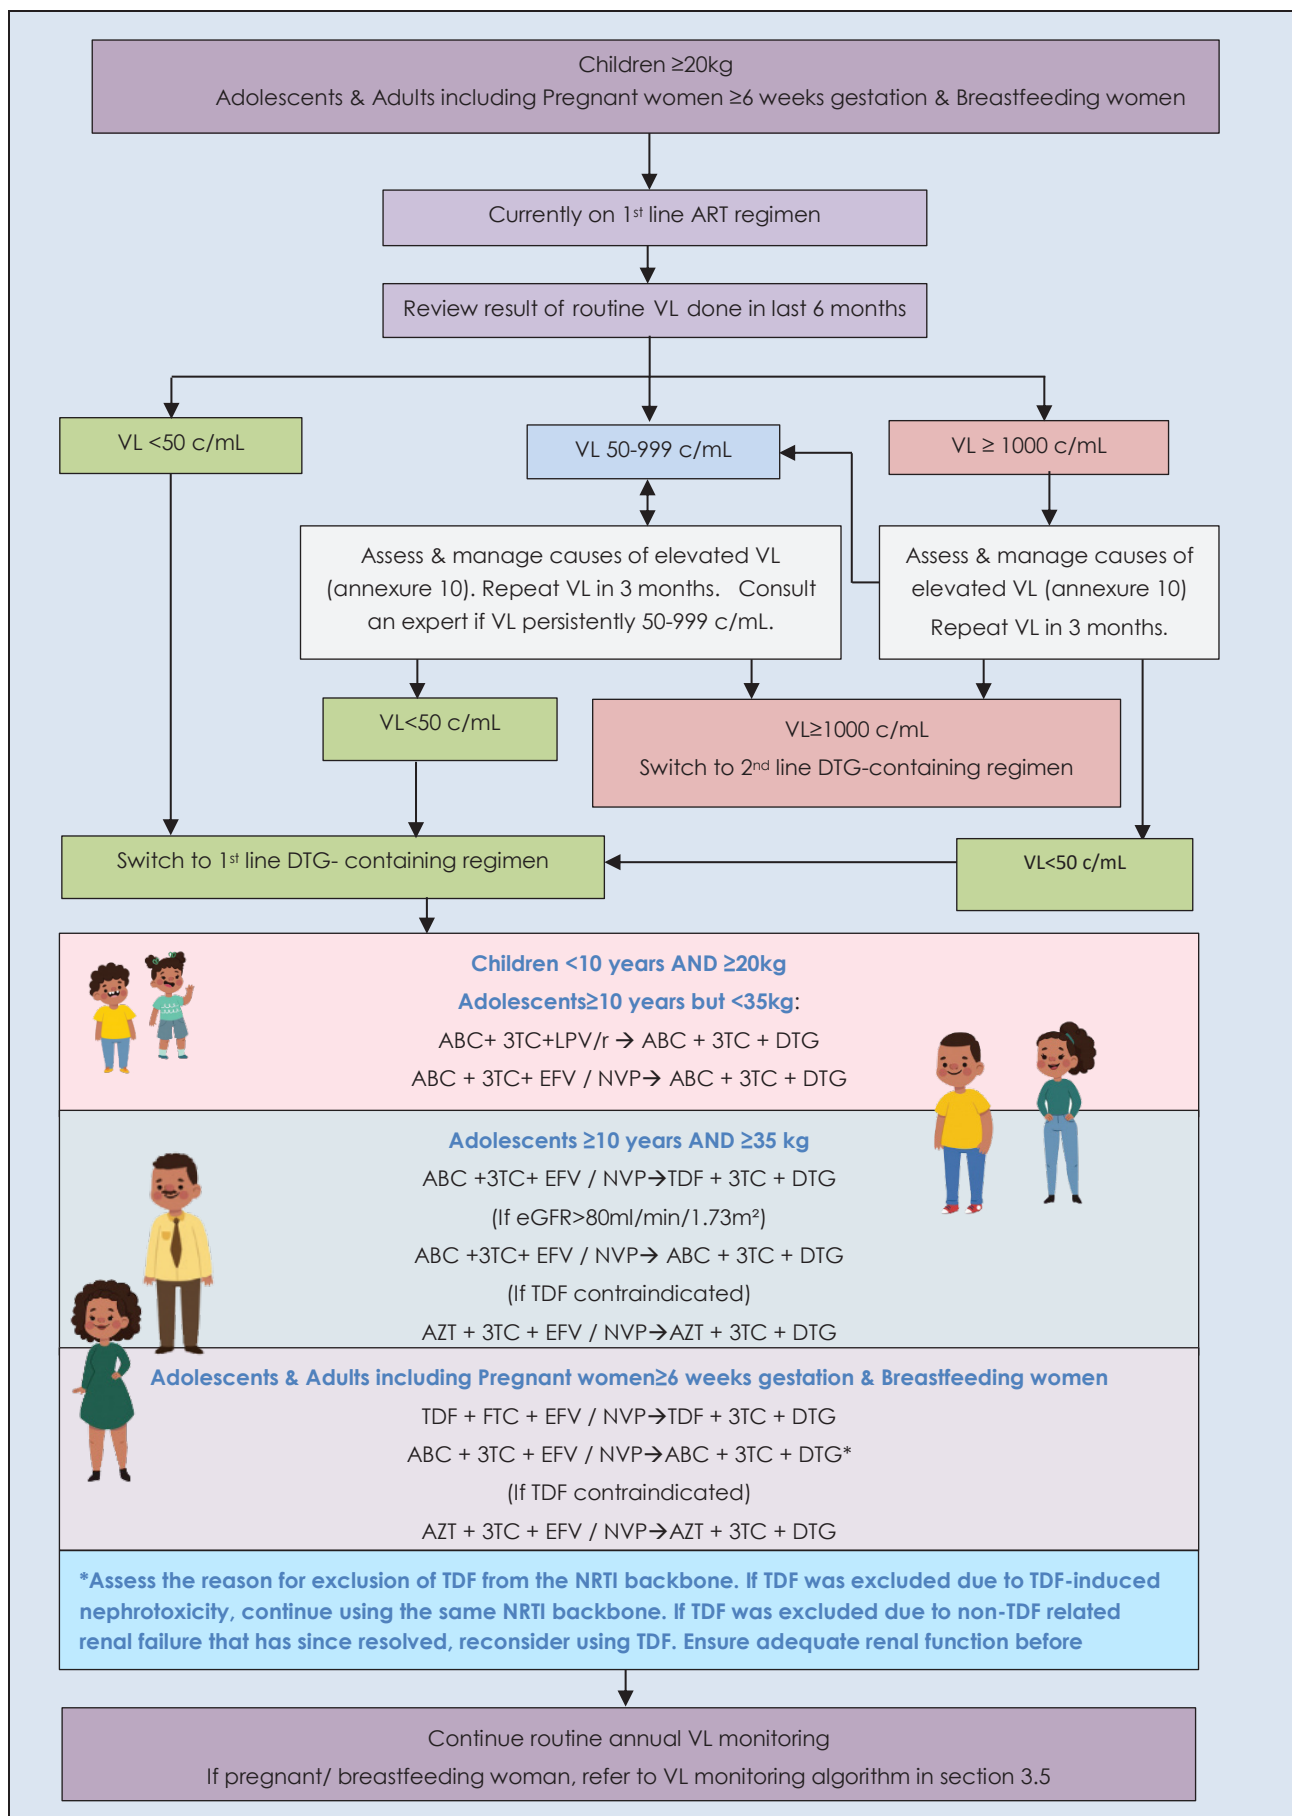 Children ≥20kg
Adolescents & Adults including Pregnant women ≥6 weeks gestation & Breastfeeding women
Currently on 1st line ART regimen
Review result of routine VL done in last 6 months
VL <50 c/mL
VL 50-999 c/mL
VL ≥ 1000 c/mL
Assess & manage causes of elevated VL
(annexure 10). Repeat VL in 3 months. Consult
an expert if VL persistently 50-999 c/mL.
Assess & manage causes of
elevated VL (annexure 10)
Repeat VL in 3 months.
VL<50 c/mL
VL≥1000 c/mL
Switch to 2nd line DTG-containing regimen
Switch to 1st line DTG- containing regimen
VL<50 c/mL
Children <10 years AND ≥20kg
Adolescents≥10 years but <35kg:
ABC+ 3TC+LPV/r → ABC + 3TC + DTG
ABC + 3TC+ EFV / NVP→ ABC + 3TC + DTG
Adolescents ≥10 years AND ≥35 kg
ABC +3TC+ EFV / NVP→TDF + 3TC + DTG
(If eGFR>80ml/min/1.73m²)
ABC +3TC+ EFV / NVP→ ABC + 3TC + DTG
(If TDF contraindicated)
AZT + 3TC + EFV / NVP→AZT + 3TC + DTG
Adolescents & Adults including Pregnant women≥6 weeks gestation & Breastfeeding women
TDF + FTC + EFV / NVP→TDF + 3TC + DTG
ABC + 3TC + EFV / NVP→ABC + 3TC + DTG*
(If TDF contraindicated)
AZT + 3TC + EFV / NVP→AZT + 3TC + DTG
*Assess the reason for exclusion of TDF from the NRTI backbone. If TDF was excluded due to TDF-induced
nephrotoxicity, continue using the same NRTI backbone. If TDF was excluded due to non-TDF related
renal failure that has since resolved, reconsider using TDF. Ensure adequate renal function before
Continue routine annual VL monitoring
If pregnant/ breastfeeding woman, refer to VL monitoring algorithm in section 3.5